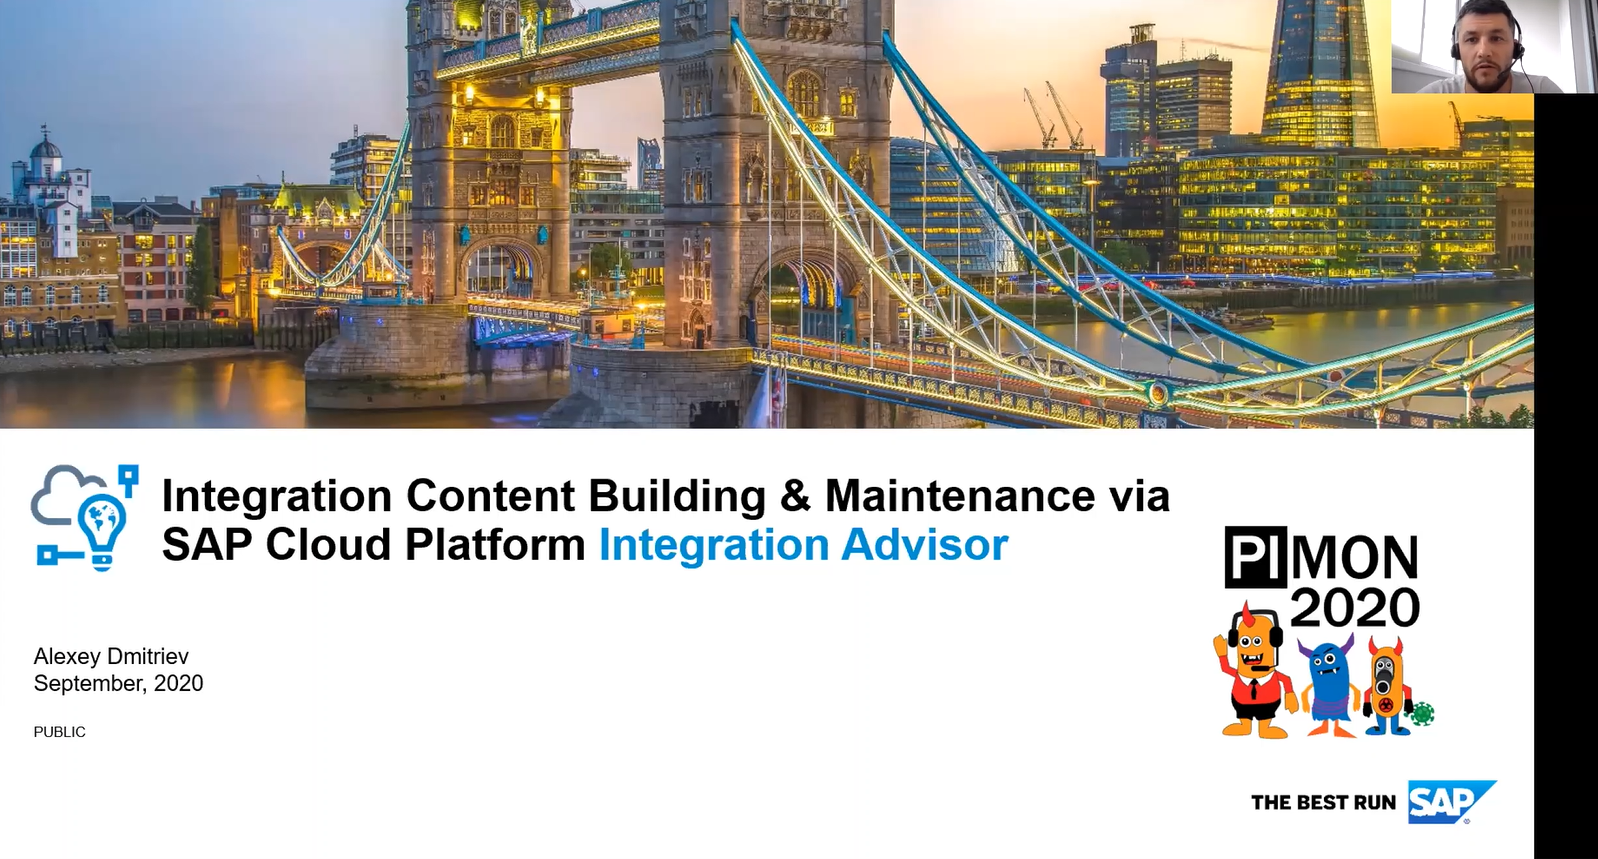 Integration Content Building & Maintenance via
SAP Cloud Platform Integration Advisor
PIMON
2020
Alexey Dmitriev
September, 2020
PUBLIC
THE BEST RUN SAP